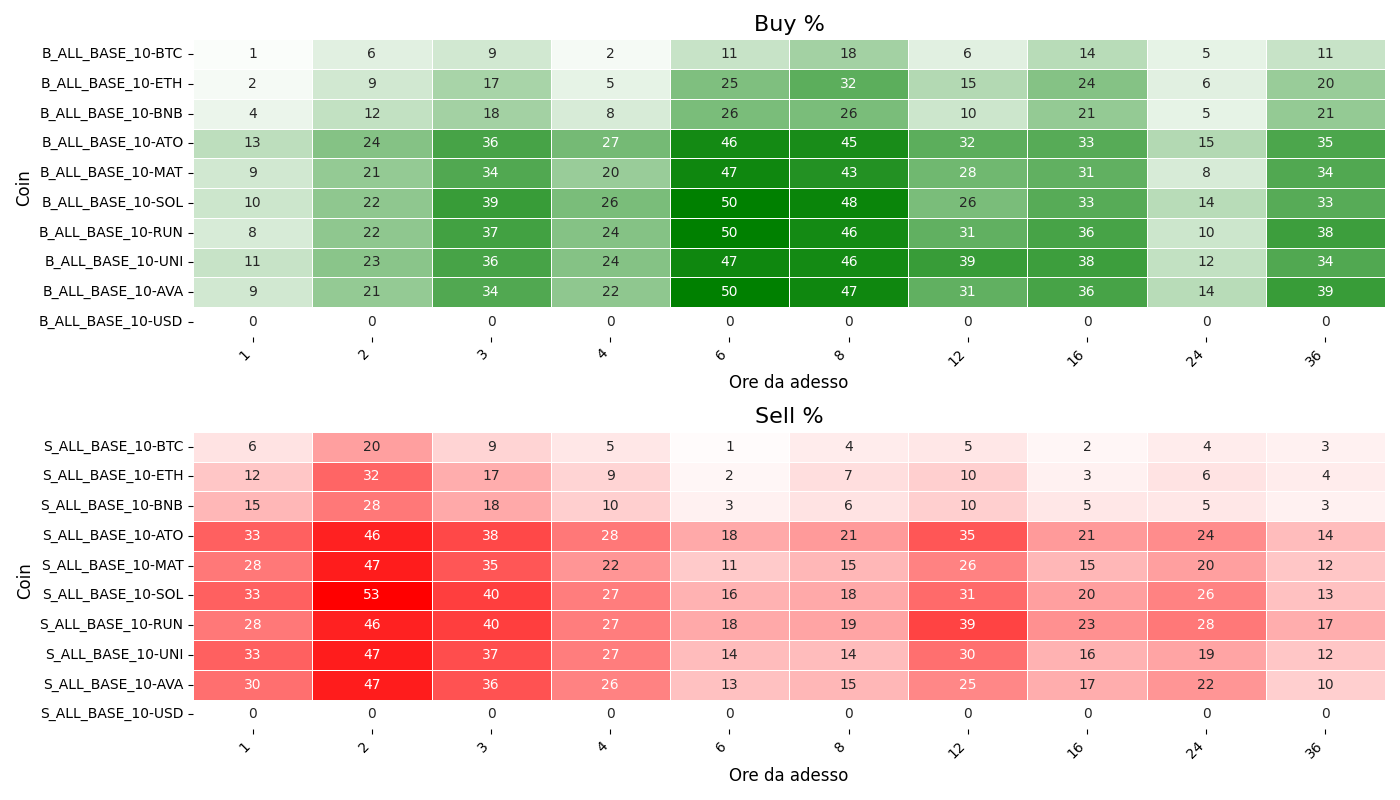 Buy %
Coin
B_ALL_BASE_10-BTC 1 6 9 2 11 18 6 14 5 11
B_ALL_BASE_10-ETH 2 9 17 5 25 32 15 24 6 20
B_ALL_BASE_10-BNB 4 12 18 8 26 26 10 21 5 21
B_ALL_BASE_10-ATO 13 24 36 27 46 45 32 33 15 35
B_ALL_BASE_10-MAT 9 21 34 20 47 43 28 31 8 34
B_ALL_BASE_10-SOL 10 22 39 26 50 48 26 33 14 33
B_ALL_BASE_10-RUN 8 22 37 24 50 46 31 36 10 38
B_ALL_BASE_10-UNI 11 23 36 24 47 46 39 38 12 34
B_ALL_BASE_10-AVA 9 21 34 22 50 47 31 36 14 39
B_ALL_BASE_10-USD 0 0 0 0 0 0 0 0 0 0
1 2 3 4 6 8 12 16 24 36
Ore da adesso
Sell %
Coin
S_ALL_BASE_10-BTC 6 20 9 5 1 4 5 2 4 3
S_ALL_BASE_10-ETH 12 32 17 9 2 7 10 3 6 4
S_ALL_BASE_10-BNB 15 28 18 10 3 6 10 5 5 3
S_ALL_BASE_10-ATO 33 46 38 28 18 21 35 21 24 14
S_ALL_BASE_10-MAT 28 47 35 22 11 15 26 15 20 12
S_ALL_BASE_10-SOL 33 53 40 27 16 18 31 20 26 13
S_ALL_BASE_10-RUN 28 46 40 27 18 19 39 23 28 17
S_ALL_BASE_10-UNI 33 47 37 27 14 14 30 16 19 12
S_ALL_BASE_10-AVA 30 47 36 26 13 15 25 17 22 10
S_ALL_BASE_10-USD 0 0 0 0 0 0 0 0 0 0
1 2 3 4 6 8 12 16 24 36
Ore da adesso